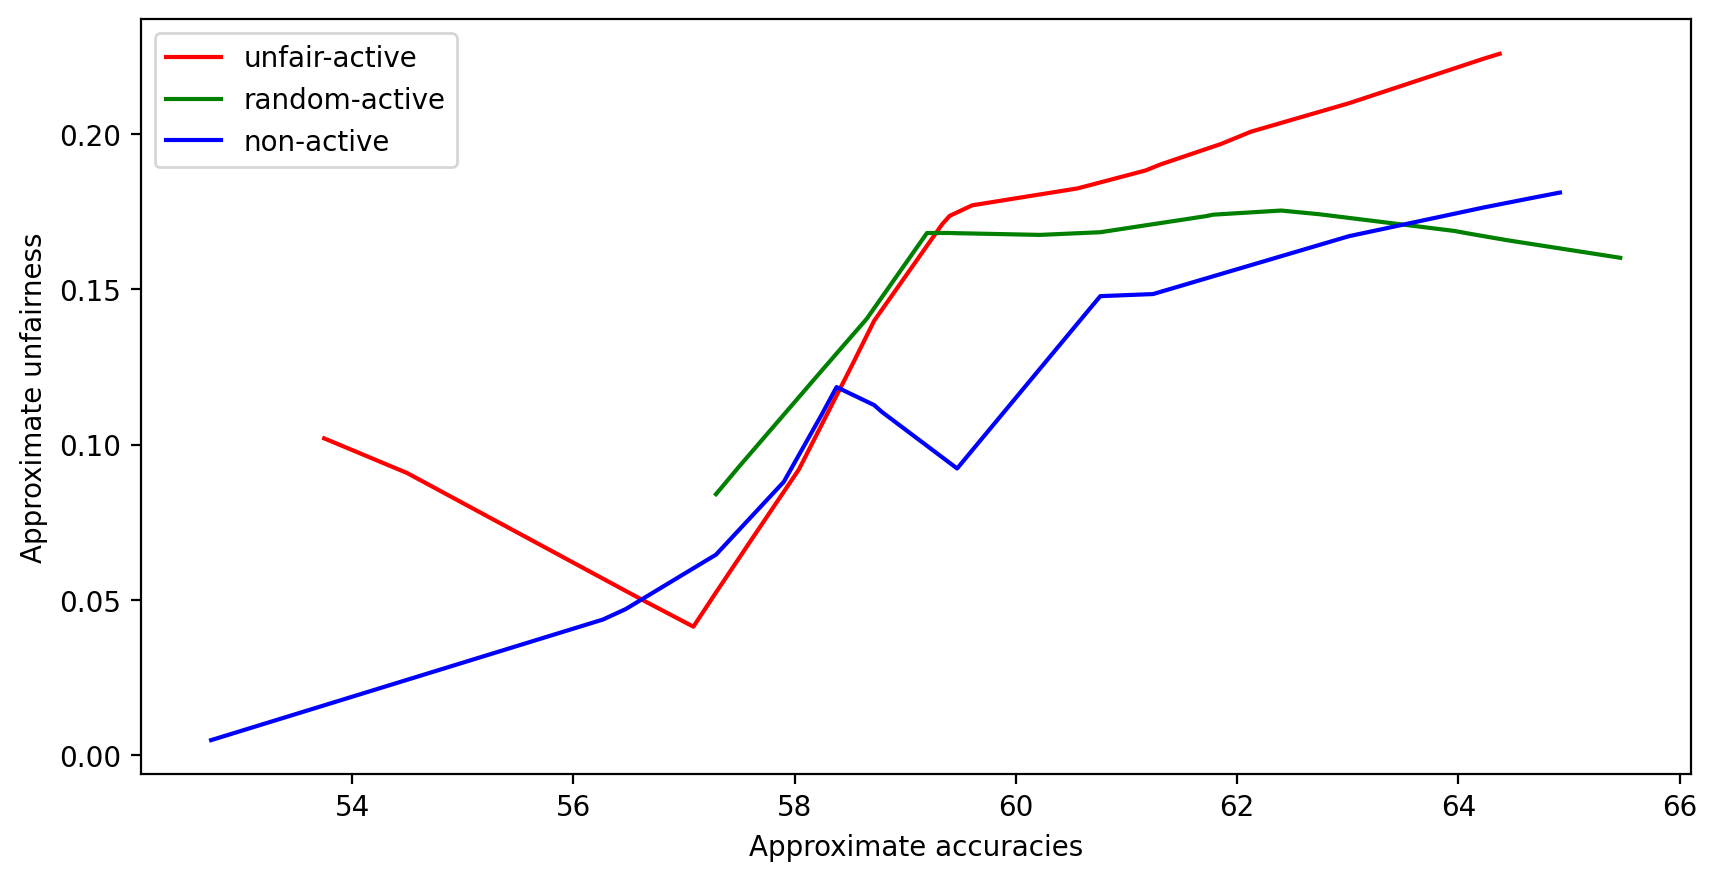 unfair-active
random-active
non-active
Approximate unfairness
0.20
0.15
0.10
0.05
0.00
54 56 58 60 62 64 66
Approximate accuracies